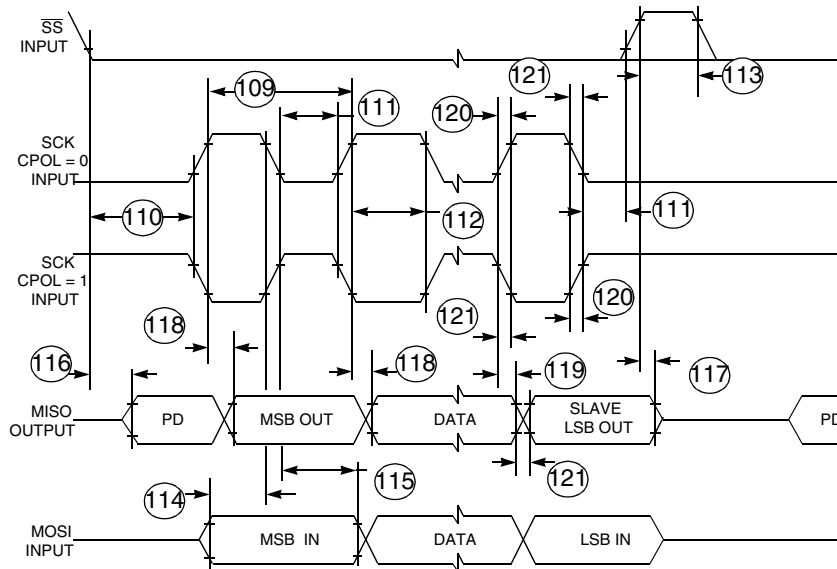 SS
INPUT
121
113
109
111
120
SCK
CPOL = 0
INPUT
110
112
111
SCK
CPOL = 1
INPUT
118
121
120
116
118
119
117
MISO
OUTPUT
PD
MSB OUT
DATA
SLAVE
LSB OUT
PD
114
115
121
MOSI
INPUT
MSB IN
DATA
LSB IN